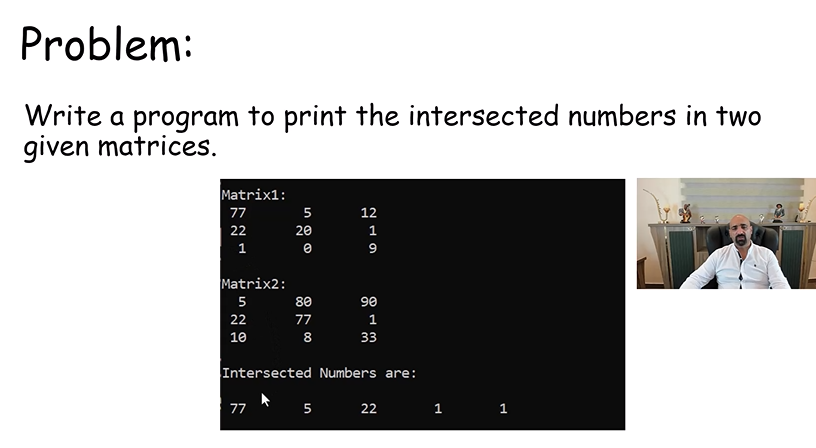 Problem:
Write a program to print the intersected numbers in two
given matrices.
Matrix1:
77 5 12
22 20 1
1 0 9
Matrix2:
5 80 90
22 77 1
10 8 33
Intersected Numbers are:
77 5 22 1 1